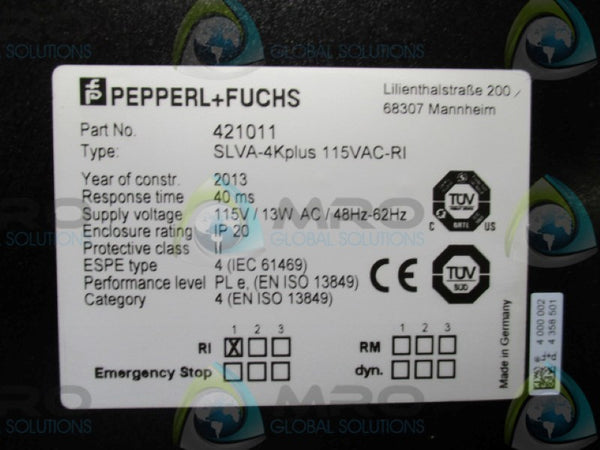 PEPPERL+FUCHS
Lilienthalstraße 200
68307 Mannheim
Part No. 421011
Type: SLVA-4Kplus 115VAC-RI
Year of constr. 2013
Response time 40 ms
Supply voltage 115V / 13W AC / 48Hz-62Hz
Enclosure rating IP 20
Protective class II
ESPE type 4 (IEC 61469)
Performance level PL e, (EN ISO 13849)
Category 4 (EN ISO 13849)
TÜV
C US
CE
TÜV
SÜD
1 2 3
RI X
Emergency Stop
1 2 3
RM
dyn.
Made in Germany
4 000 002
4 358 501
MRO
GLOBAL SOLUTIONS